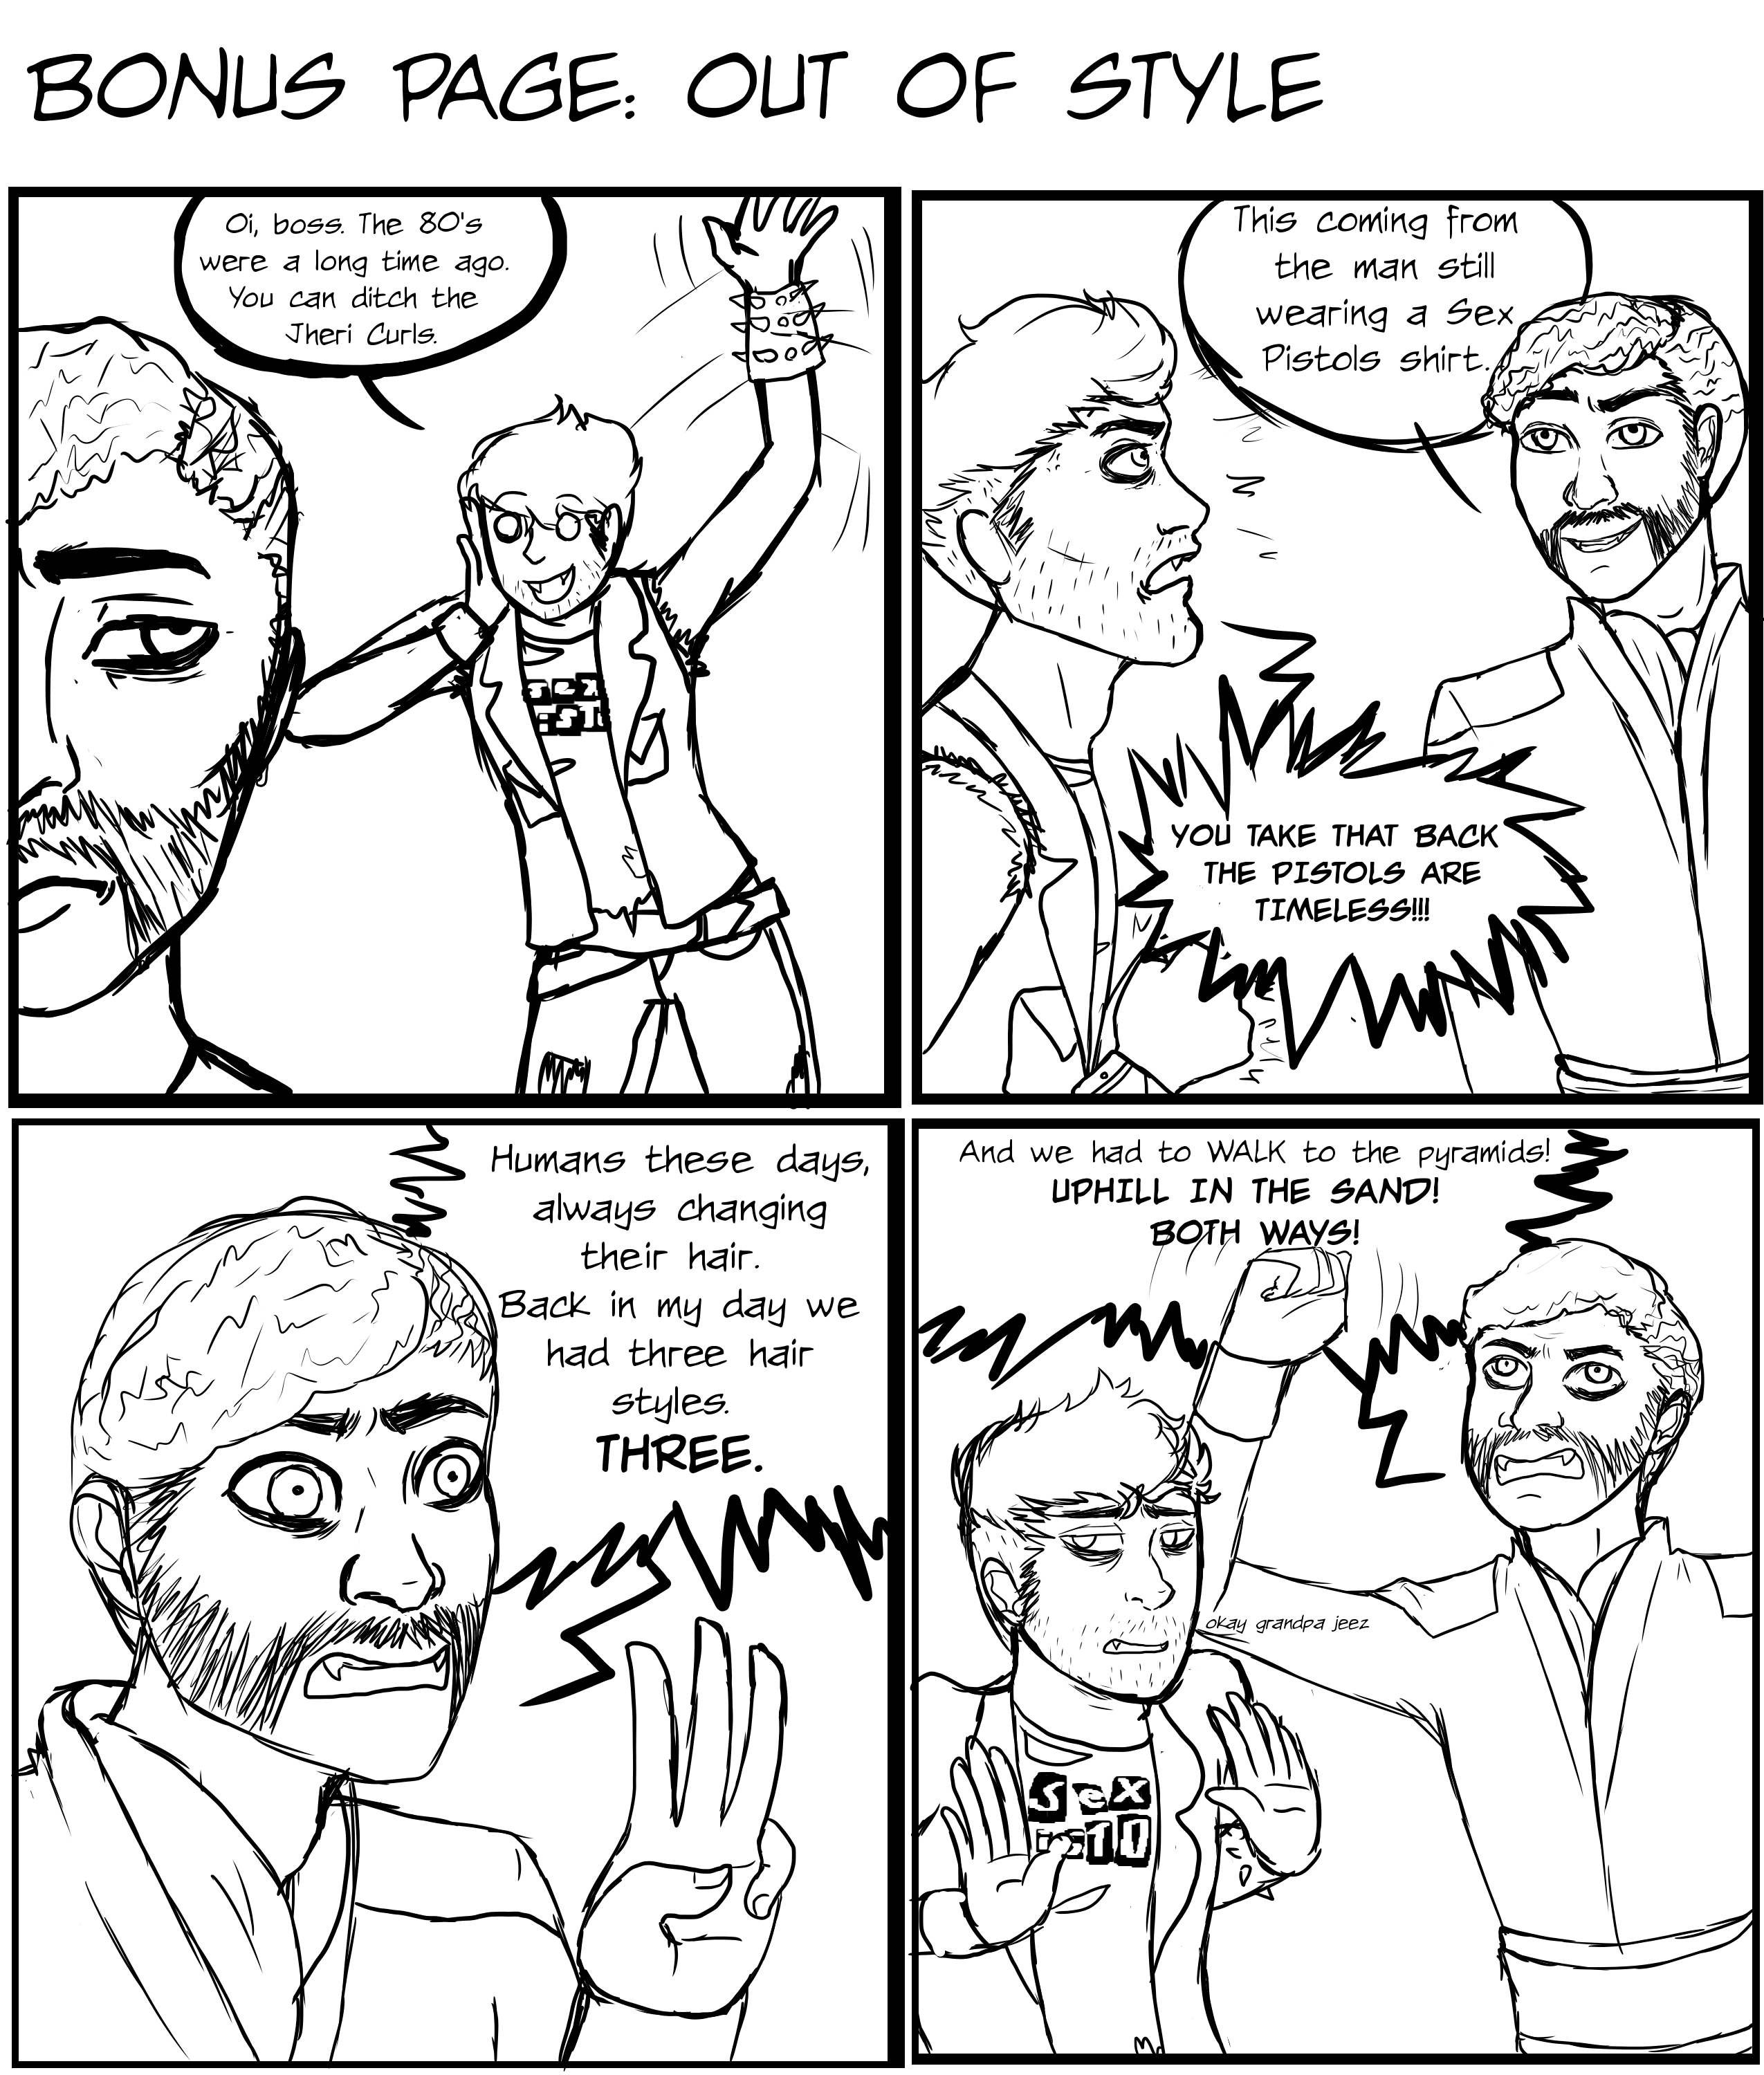 BONUS PAGE: OUT OF STYLE
Oi, boss. The 80's
were a long time ago.
You can ditch the
Jheri Curls.
SEX
iSTO
This coming from
the man still
wearing a Sex
Pistols shirt.
YOU TAKE THAT BACK
THE PISTOLS ARE
TIMELESS!!!
Humans these days,
always changing
their hair.
Back in my day we
had three hair
styles.
THREE.
And we had to WALK to the pyramids!
UPHILL IN THE SAND!
BOTH WAYS!
okay grandpa jeez
SeX